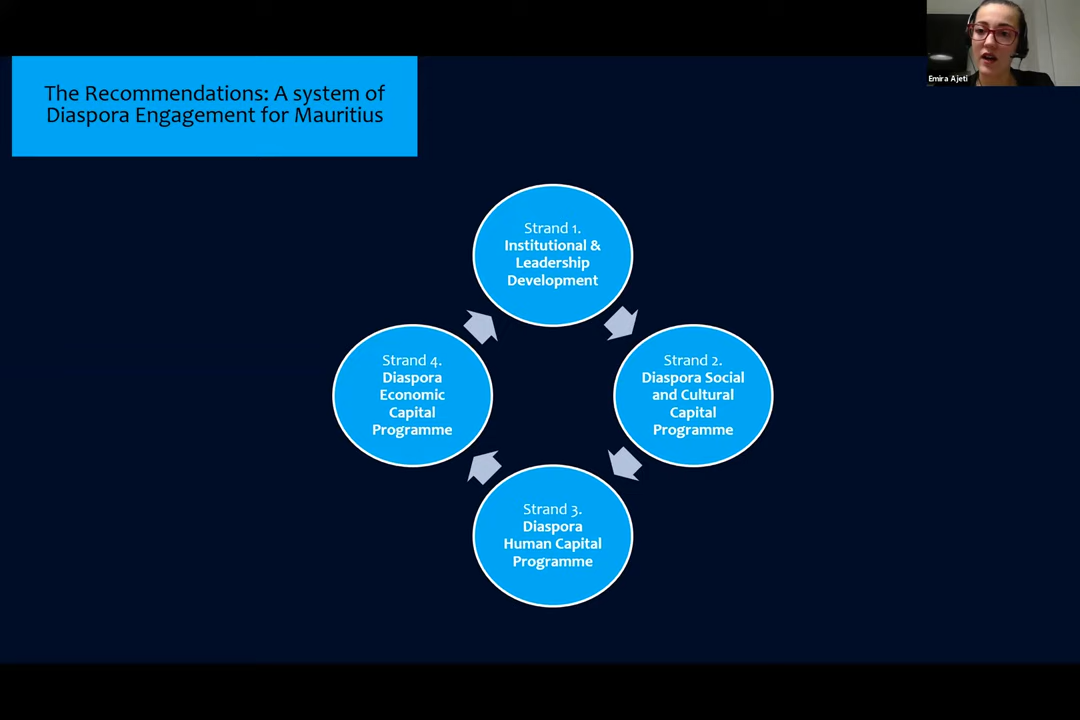 The Recommendations: A system of
Diaspora Engagement for Mauritius
Emira Ajeti
Strand 1.
Institutional &
Leadership
Development
Strand 2.
Diaspora Social
and Cultural
Capital
Programme
Strand 3.
Diaspora
Human Capital
Programme
Strand 4.
Diaspora
Economic
Capital
Programme